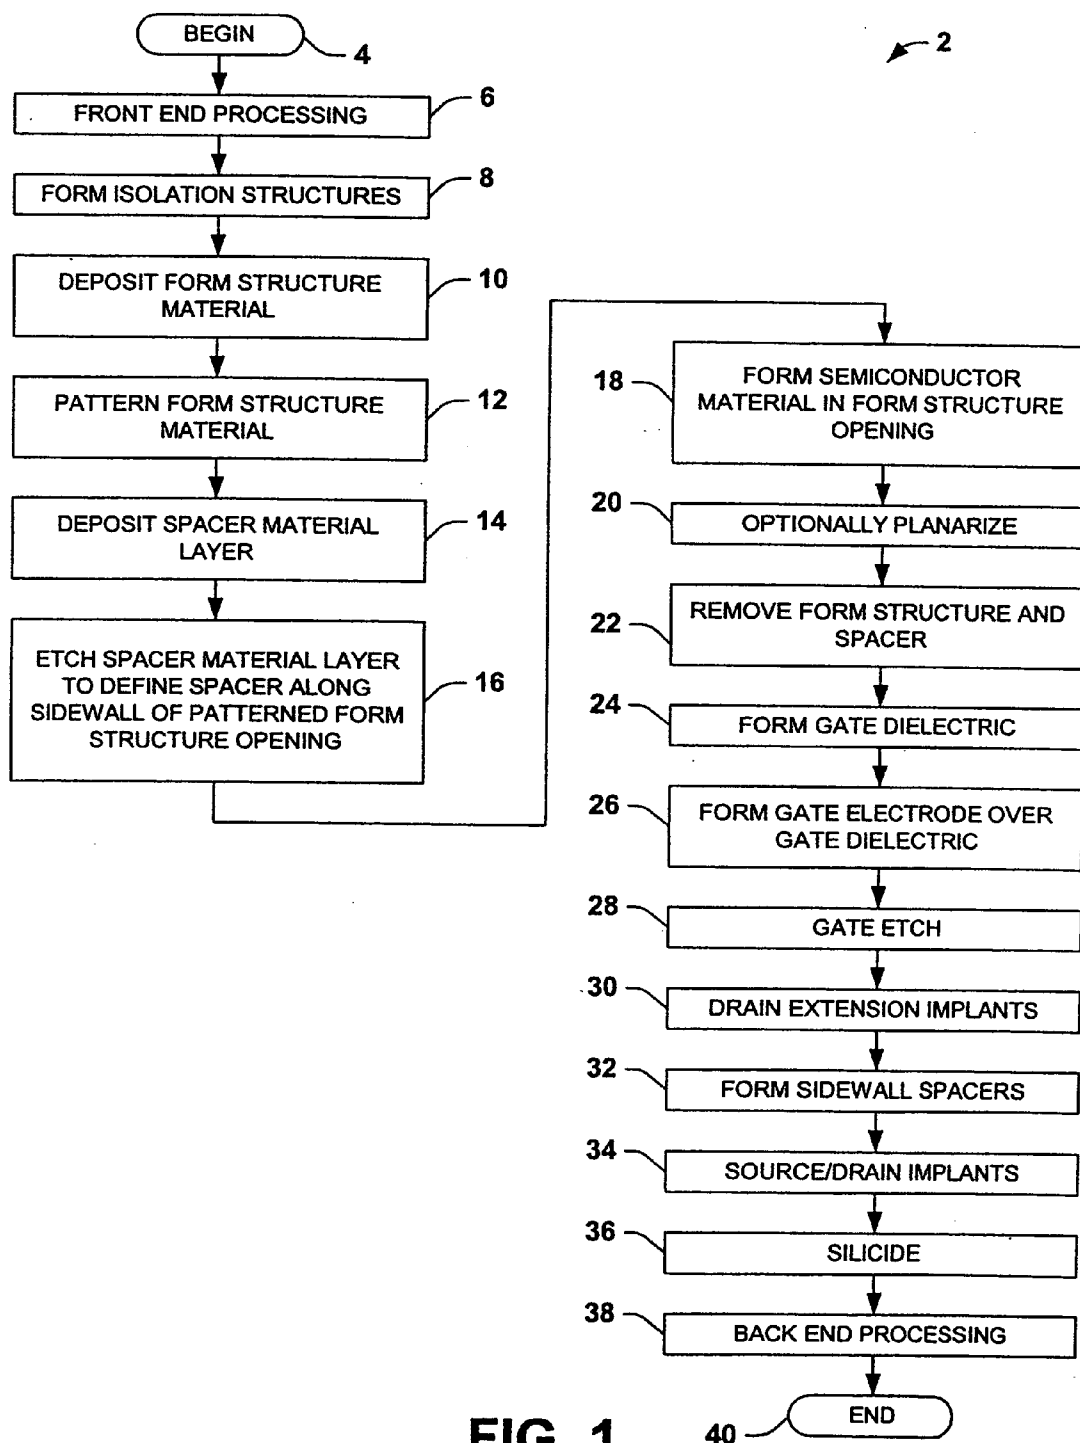 BEGIN
4
2
FRONT END PROCESSING
6
FORM ISOLATION STRUCTURES
8
DEPOSIT FORM STRUCTURE
MATERIAL
10
PATTERN FORM STRUCTURE
MATERIAL
12
DEPOSIT SPACER MATERIAL
LAYER
14
ETCH SPACER MATERIAL LAYER
TO DEFINE SPACER ALONG
SIDEWALL OF PATTERNED FORM
STRUCTURE OPENING
16
18
FORM SEMICONDUCTOR
MATERIAL IN FORM STRUCTURE
OPENING
20
OPTIONALLY PLANARIZE
22
REMOVE FORM STRUCTURE AND
SPACER
24
FORM GATE DIELECTRIC
26
FORM GATE ELECTRODE OVER
GATE DIELECTRIC
28
GATE ETCH
30
DRAIN EXTENSION IMPLANTS
32
FORM SIDEWALL SPACERS
34
SOURCE/DRAIN IMPLANTS
36
SILICIDE
38
BACK END PROCESSING
40
END
FIG. 1